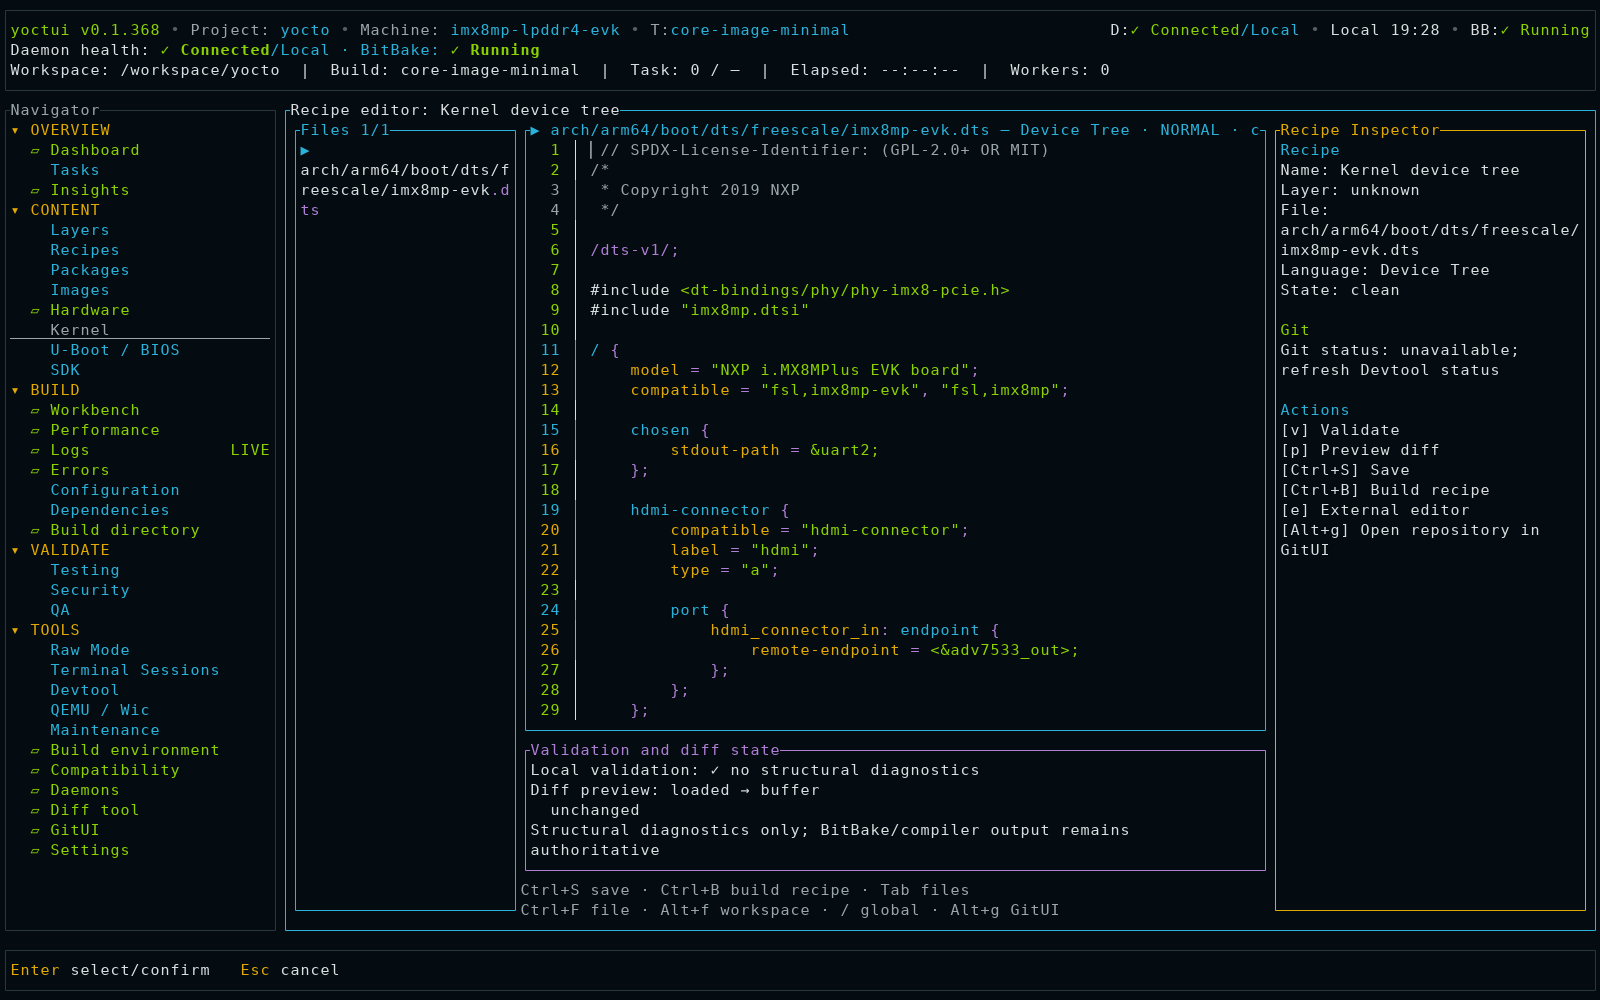 yoctui v0.1.368 • Project: yocto • Machine: imx8mp-lpddr4-evk • T:core-image-minimal D:✓ Connected/Local • Local 19:28 • BB:✓ Running
Daemon health: ✓ Connected/Local · BitBake: ✓ Running
Workspace: /workspace/yocto | Build: core-image-minimal | Task: 0 / — | Elapsed: --:--:-- | Workers: 0
Navigator
▾ OVERVIEW
▱ Dashboard
Tasks
▱ Insights
▾ CONTENT
Layers
Recipes
Packages
Images
▱ Hardware
Kernel
U-Boot / BIOS
SDK
▾ BUILD
▱ Workbench
▱ Performance
▱ Logs LIVE
▱ Errors
Configuration
Dependencies
▱ Build directory
▾ VALIDATE
Testing
Security
QA
▾ TOOLS
Raw Mode
Terminal Sessions
Devtool
QEMU / Wic
Maintenance
▱ Build environment
▱ Compatibility
▱ Daemons
▱ Diff tool
▱ GitUI
▱ Settings
Recipe editor: Kernel device tree
Files 1/1
▶
arch/arm64/boot/dts/f
reescale/imx8mp-evk.d
ts
▶ arch/arm64/boot/dts/freescale/imx8mp-evk.dts — Device Tree · NORMAL · c
1 // SPDX-License-Identifier: (GPL-2.0+ OR MIT)
2 /*
3 * Copyright 2019 NXP
4 */
5
6 /dts-v1/;
7
8 #include <dt-bindings/phy/phy-imx8-pcie.h>
9 #include "imx8mp.dtsi"
10
11 / {
12 model = "NXP i.MX8MPlus EVK board";
13 compatible = "fsl,imx8mp-evk", "fsl,imx8mp";
14
15 chosen {
16 stdout-path = &uart2;
17 };
18
19 hdmi-connector {
20 compatible = "hdmi-connector";
21 label = "hdmi";
22 type = "a";
23
24 port {
25 hdmi_connector_in: endpoint {
26 remote-endpoint = <&adv7533_out>;
27 };
28 };
29 };
Validation and diff state
Local validation: ✓ no structural diagnostics
Diff preview: loaded → buffer
unchanged
Structural diagnostics only; BitBake/compiler output remains
authoritative
Ctrl+S save · Ctrl+B build recipe · Tab files
Ctrl+F file · Alt+f workspace · / global · Alt+g GitUI
Recipe Inspector
Recipe
Name: Kernel device tree
Layer: unknown
File:
arch/arm64/boot/dts/freescale/
imx8mp-evk.dts
Language: Device Tree
State: clean
Git
Git status: unavailable;
refresh Devtool status
Actions
[v] Validate
[p] Preview diff
[Ctrl+S] Save
[Ctrl+B] Build recipe
[e] External editor
[Alt+g] Open repository in
GitUI
Enter select/confirm Esc cancel